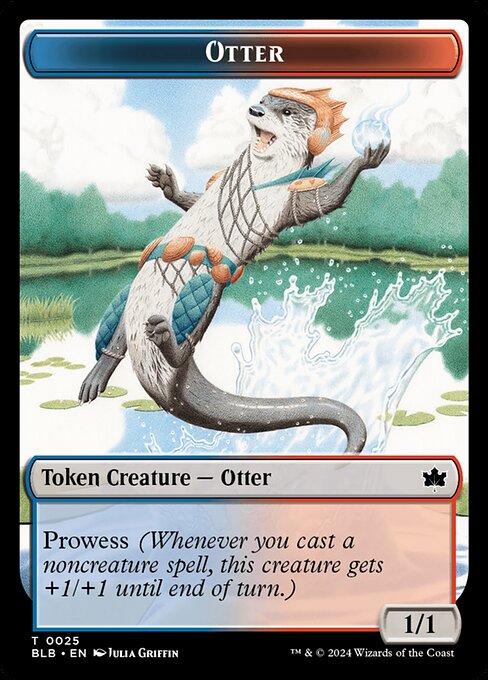 Otter
Token Creature — Otter
Prowess (Whenever you cast a
noncreature spell, this creature gets
+1/+1 until end of turn.)
1/1
T 0025
BLB • EN Julia Griffin
™ & © 2024 Wizards of the Coast